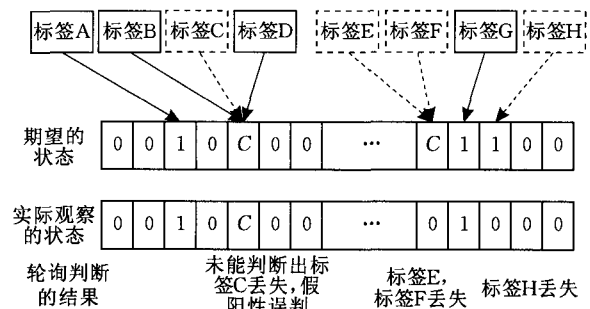 标签A 标签B 标签C 标签D 标签E 标签F 标签G 标签H
期望的
状态
0 0 1 0 C 0 0 … C 1 1 0 0
实际观察
的状态
0 0 1 0 C 0 0 … 0 1 0 0 0
轮询判断
的结果
未能判断出标
签C丢失,假
阳性误判
标签E,
标签F丢失
标签H丢失